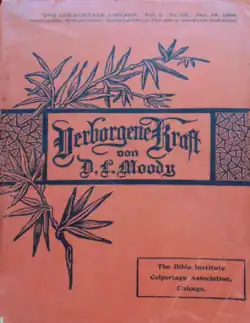 "THE COLPORTAGE LIBRARY"
Verborgene Kraft
von
D. L. Moody
The Bible Institute
Colportage Association,
Chicago.